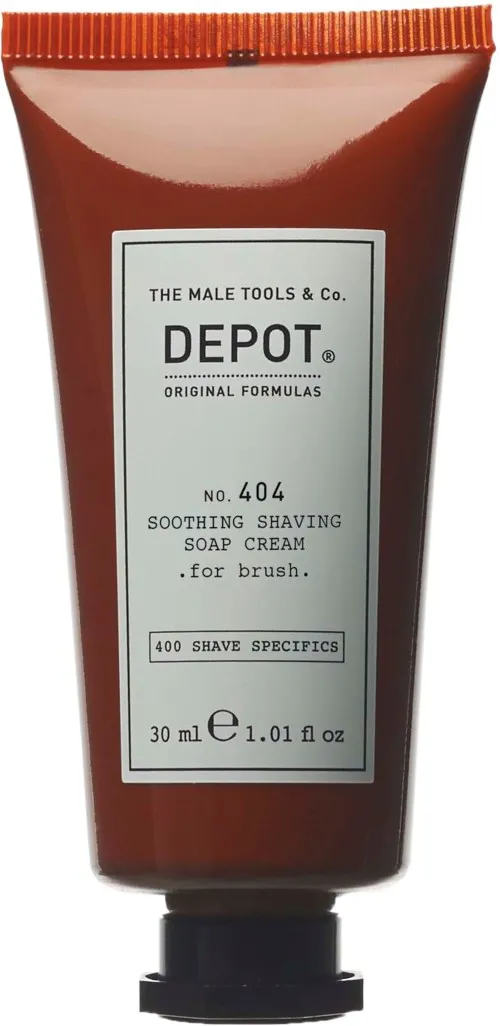 THE MALE TOOLS & Co.
DEPOT®
ORIGINAL FORMULAS
NO. 404
SOOTHING SHAVING
SOAP CREAM
.for brush.
400 SHAVE SPECIFICS
30 ml ℮ 1.01 fl oz